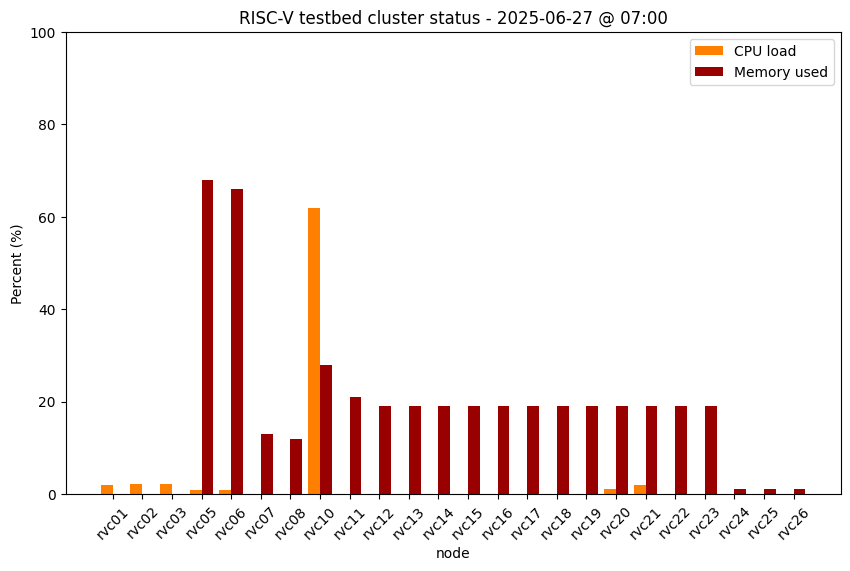 RISC-V testbed cluster status - 2025-06-27 @ 07:00
CPU load
Memory used
Percent (%)
100
80
60
40
20
0
rvc01 rvc02 rvc03 rvc05 rvc06 rvc07 rvc08 rvc10 rvc11 rvc12 rvc13 rvc14 rvc15 rvc16 rvc17 rvc18 rvc19 rvc20 rvc21 rvc22 rvc23 rvc24 rvc25 rvc26
node